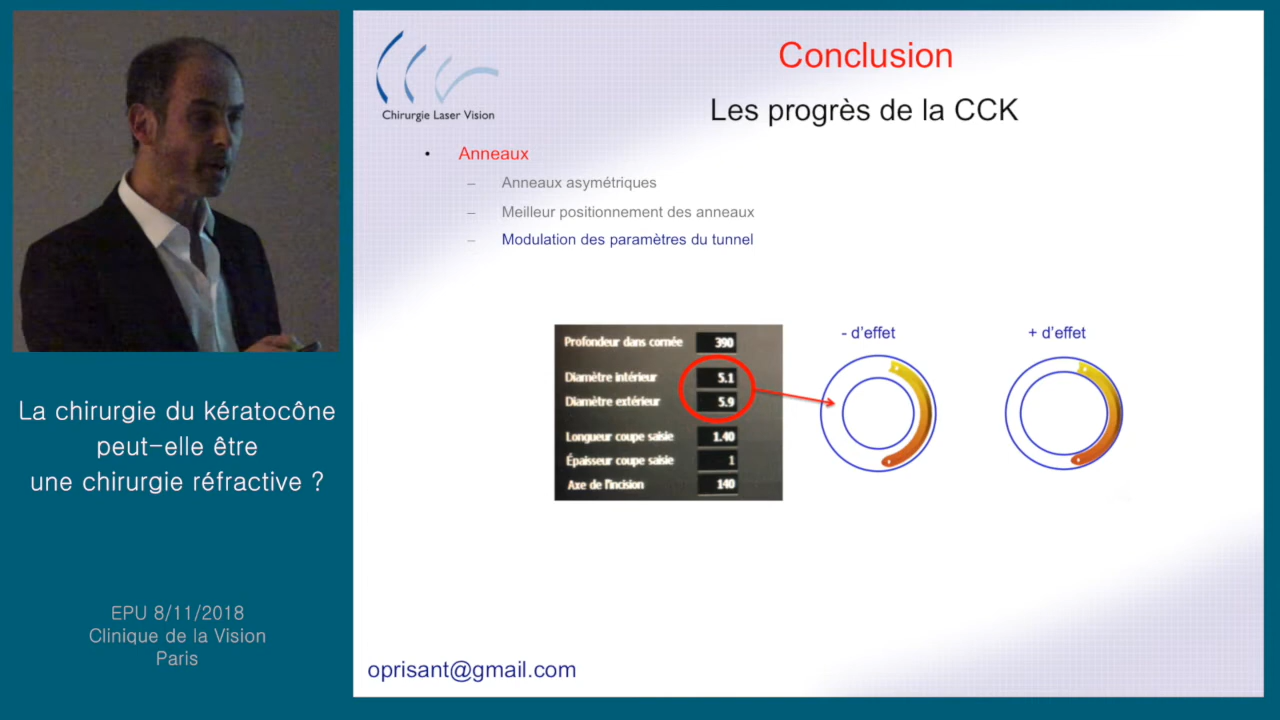 La chirurgie du kératocône
peut-elle être
une chirurgie réfractive ?
EPU 8/11/2018
Clinique de la Vision
Paris
Chirurgie Laser Vision
Conclusion
Les progrès de la CCK
• Anneaux
– Anneaux asymétriques
– Meilleur positionnement des anneaux
– Modulation des paramètres du tunnel
Profondeur dans cornée 390
Diamètre intérieur 5.1
Diamètre extérieur 5.9
Longueur coupe saisie 1.40
Épaisseur coupe saisie 1
Axe de l'incision 140
- d'effet
+ d'effet
oprisant@gmail.com